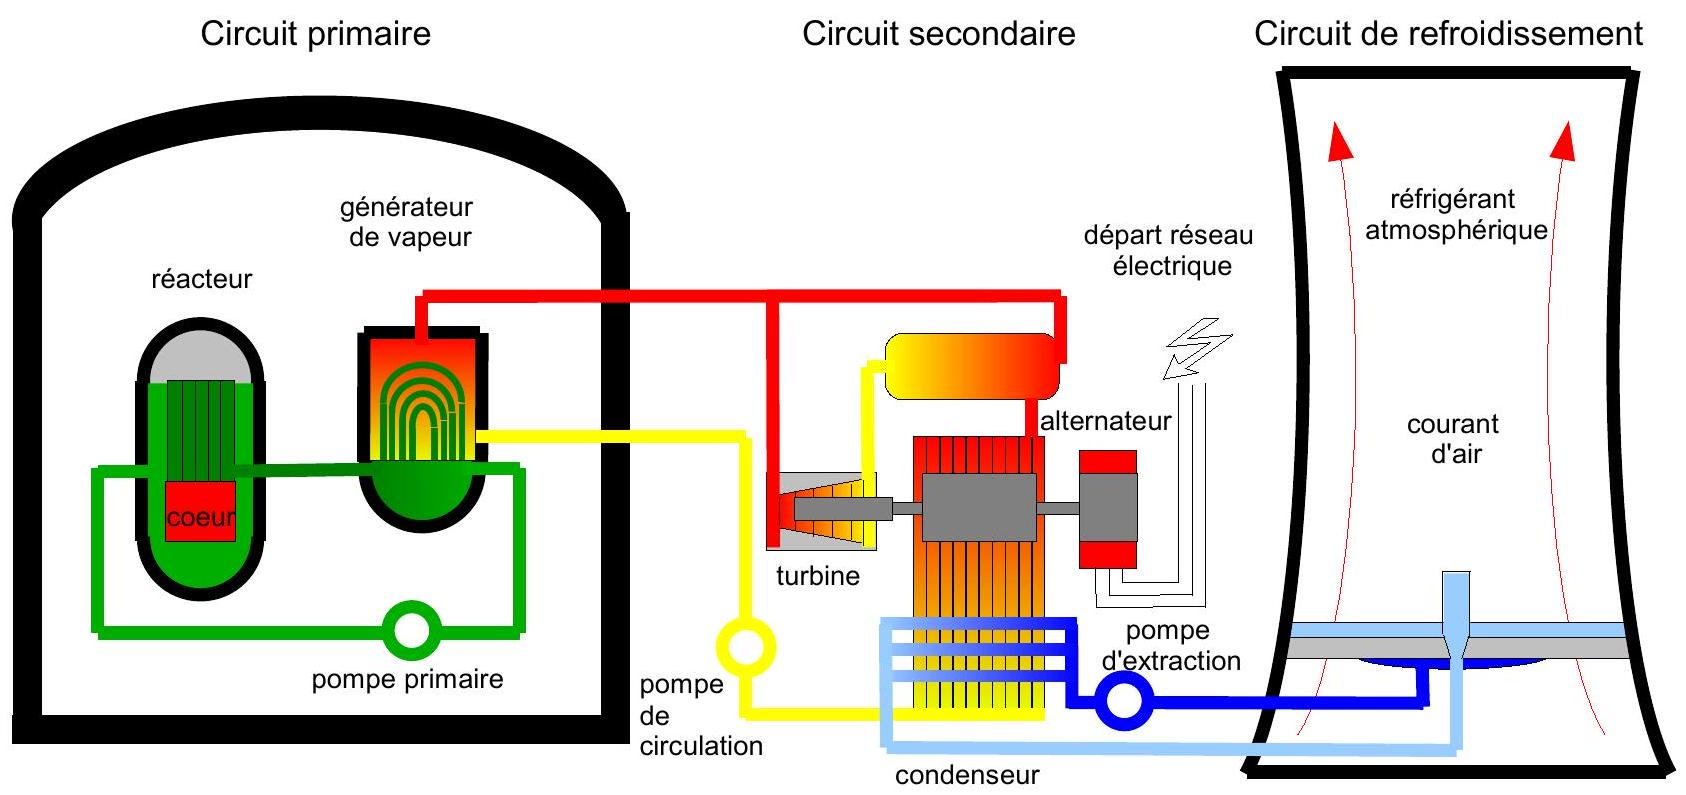 Circuit primaire
Circuit secondaire
Circuit de refroidissement
générateur
de vapeur
réacteur
coeur
pompe primaire
départ réseau
électrique
alternateur
turbine
pompe
de
circulation
pompe
d'extraction
condenseur
réfrigérant
atmosphérique
courant
d'air